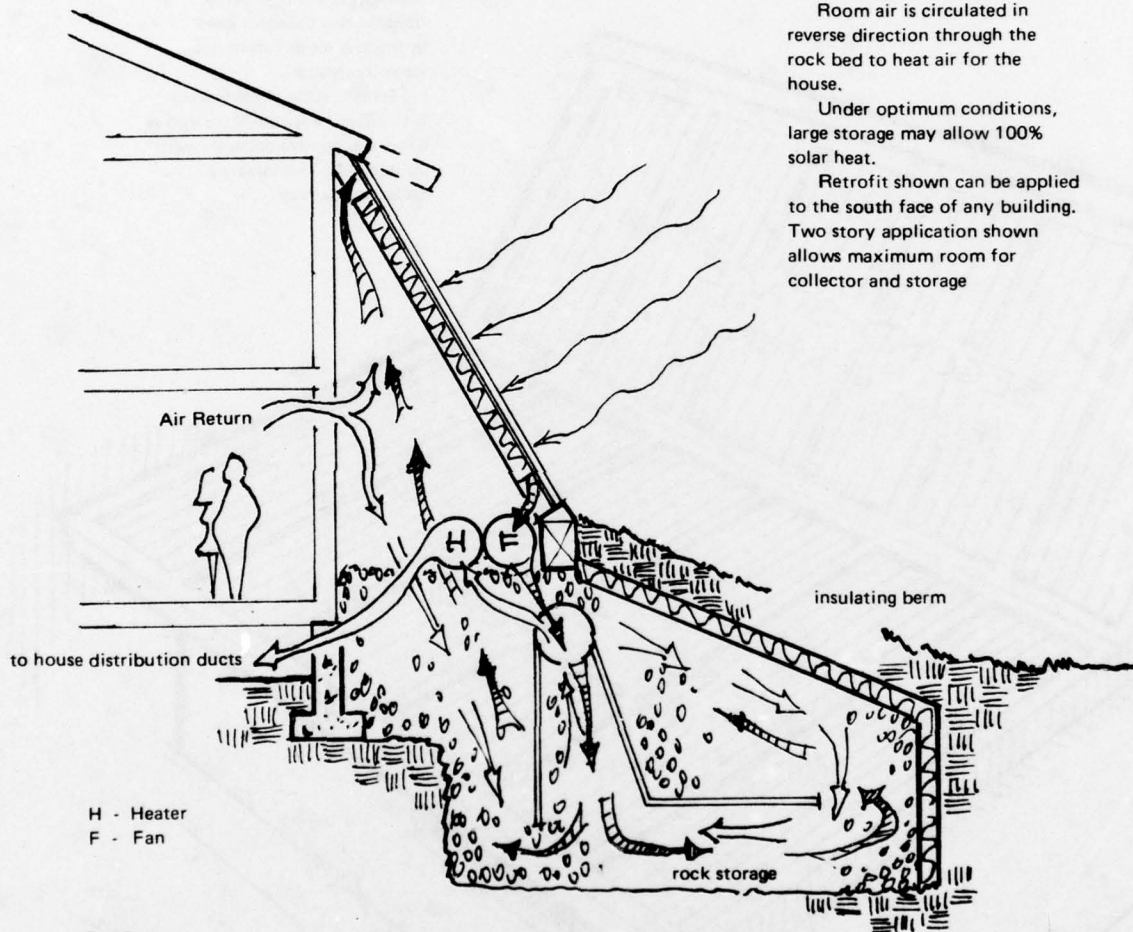 Room air is circulated in
reverse direction through the
rock bed to heat air for the
house.
Under optimum conditions,
large storage may allow 100%
solar heat.
Retrofit shown can be applied
to the south face of any building.
Two story application shown
allows maximum room for
collector and storage
Air Return
H
F
insulating berm
to house distribution ducts
H - Heater
F - Fan
rock storage